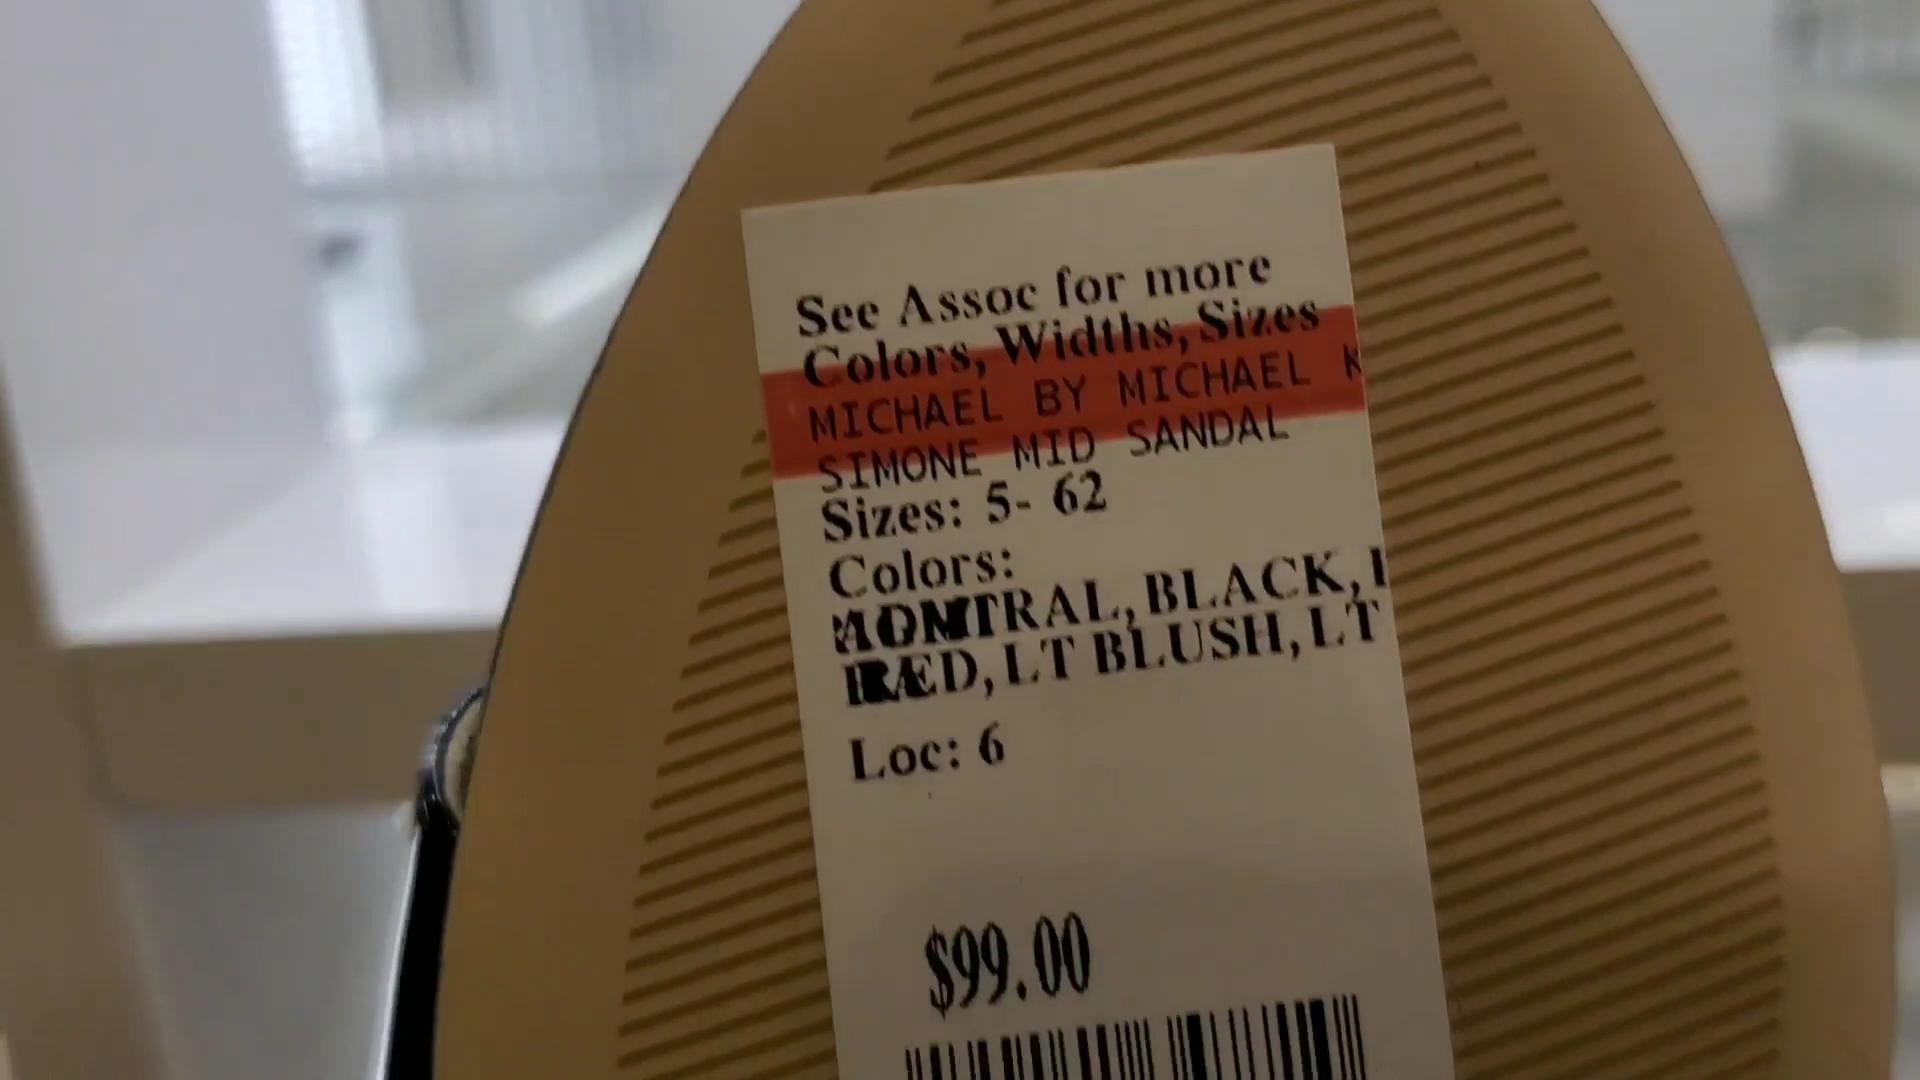 See Assoc for more
Colors, Widths, Sizes
MICHAEL BY MICHAEL K
SIMONE MID SANDAL
Sizes: 5- 62
Colors:
BLACK,
LT BLUSH, LT
Loc: 6
$99.00